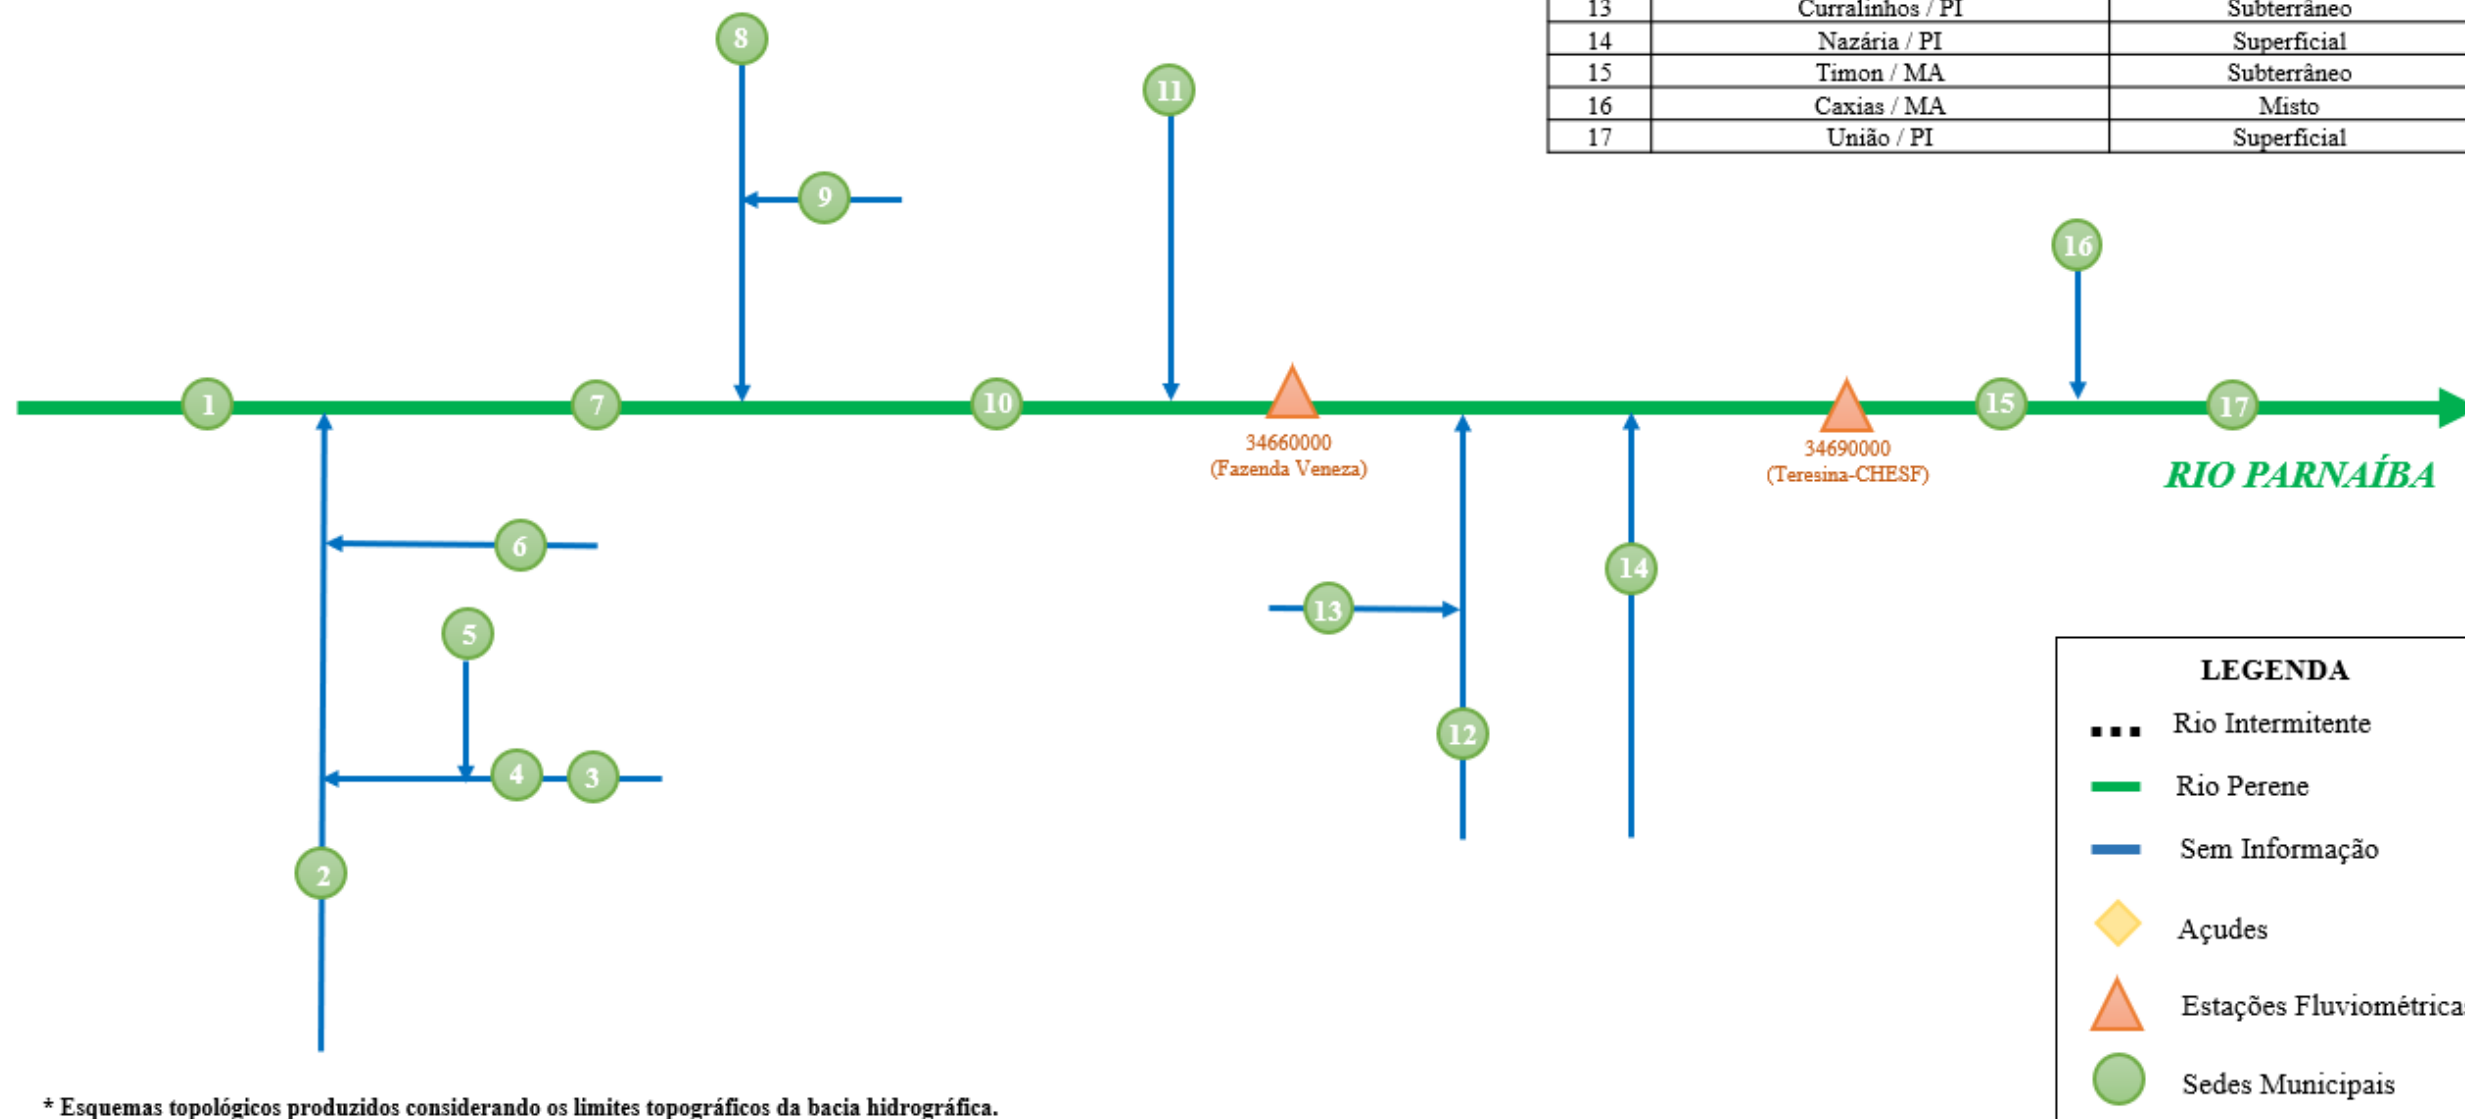 13 Curralinhos / PI Subterrâneo
14 Nazária / PI Superficial
15 Timon / MA Subterrâneo
16 Caxias / MA Misto
17 União / PI Superficial
8
11
9
16
1
7
10
15
17
34660000
(Fazenda Veneza)
34690000
(Teresina-CHESF)
RIO PARNAÍBA
6
14
13
5
12
4
3
2
LEGENDA
Rio Intermitente
Rio Perene
Sem Informação
Açudes
Estações Fluviométricas
Sedes Municipais
* Esquemas topológicos produzidos considerando os limites topográficos da bacia hidrográfica.